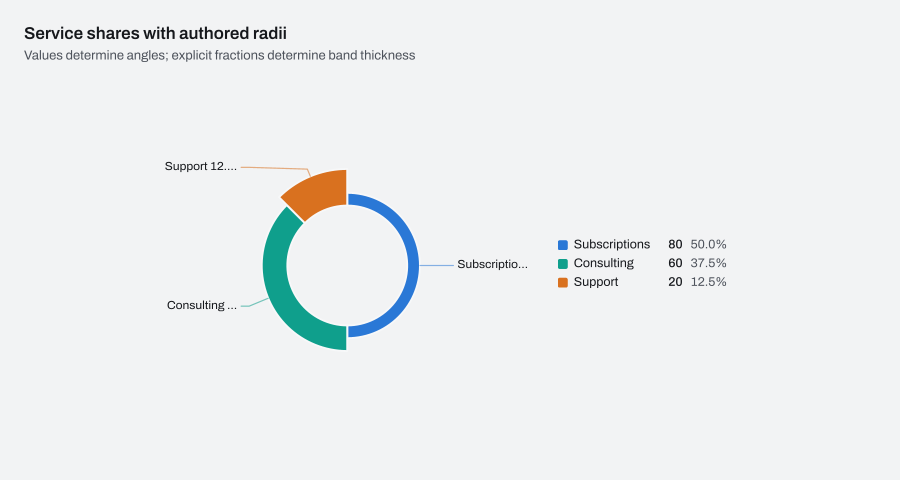 Service shares with authored radii
Values determine angles; explicit fractions determine band thickness
Support 12....
Subscriptio...
Consulting ...
Subscriptions 80 50.0%
Consulting 60 37.5%
Support 20 12.5%